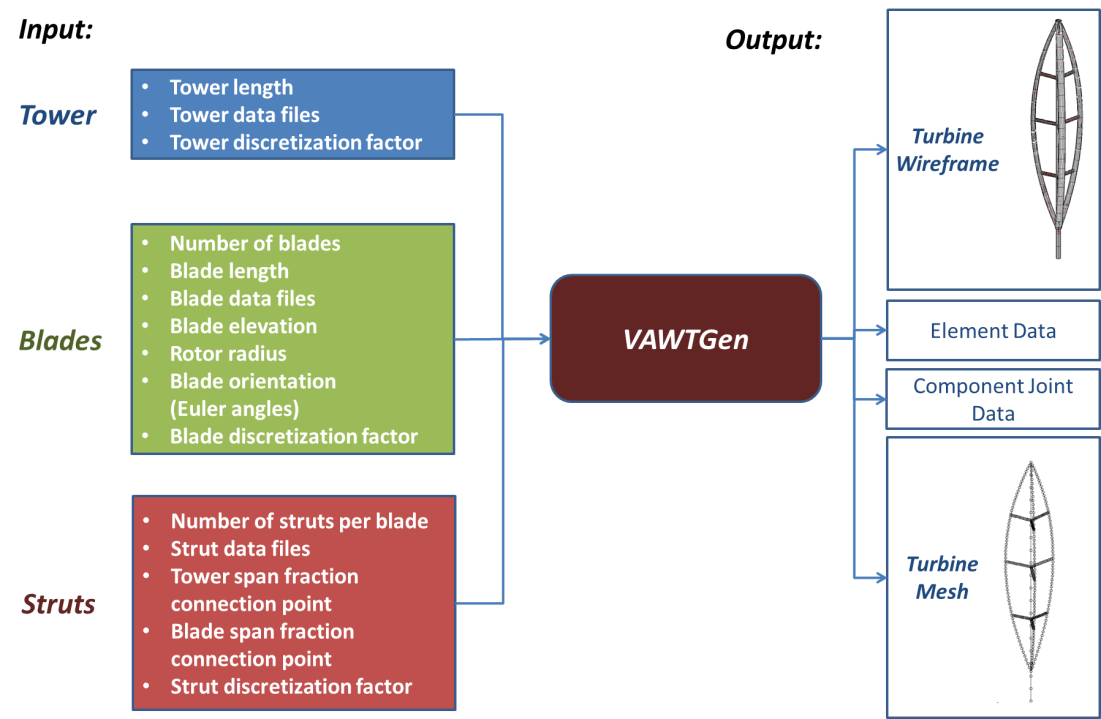 Input:
Tower
• Tower length
• Tower data files
• Tower discretization factor
Blades
• Number of blades
• Blade length
• Blade data files
• Blade elevation
• Rotor radius
• Blade orientation
(Euler angles)
• Blade discretization factor
Struts
• Number of struts per blade
• Strut data files
• Tower span fraction
connection point
• Blade span fraction
connection point
• Strut discretization factor
VAWTGen
Output:
Turbine
Wireframe
Element Data
Component Joint
Data
Turbine
Mesh